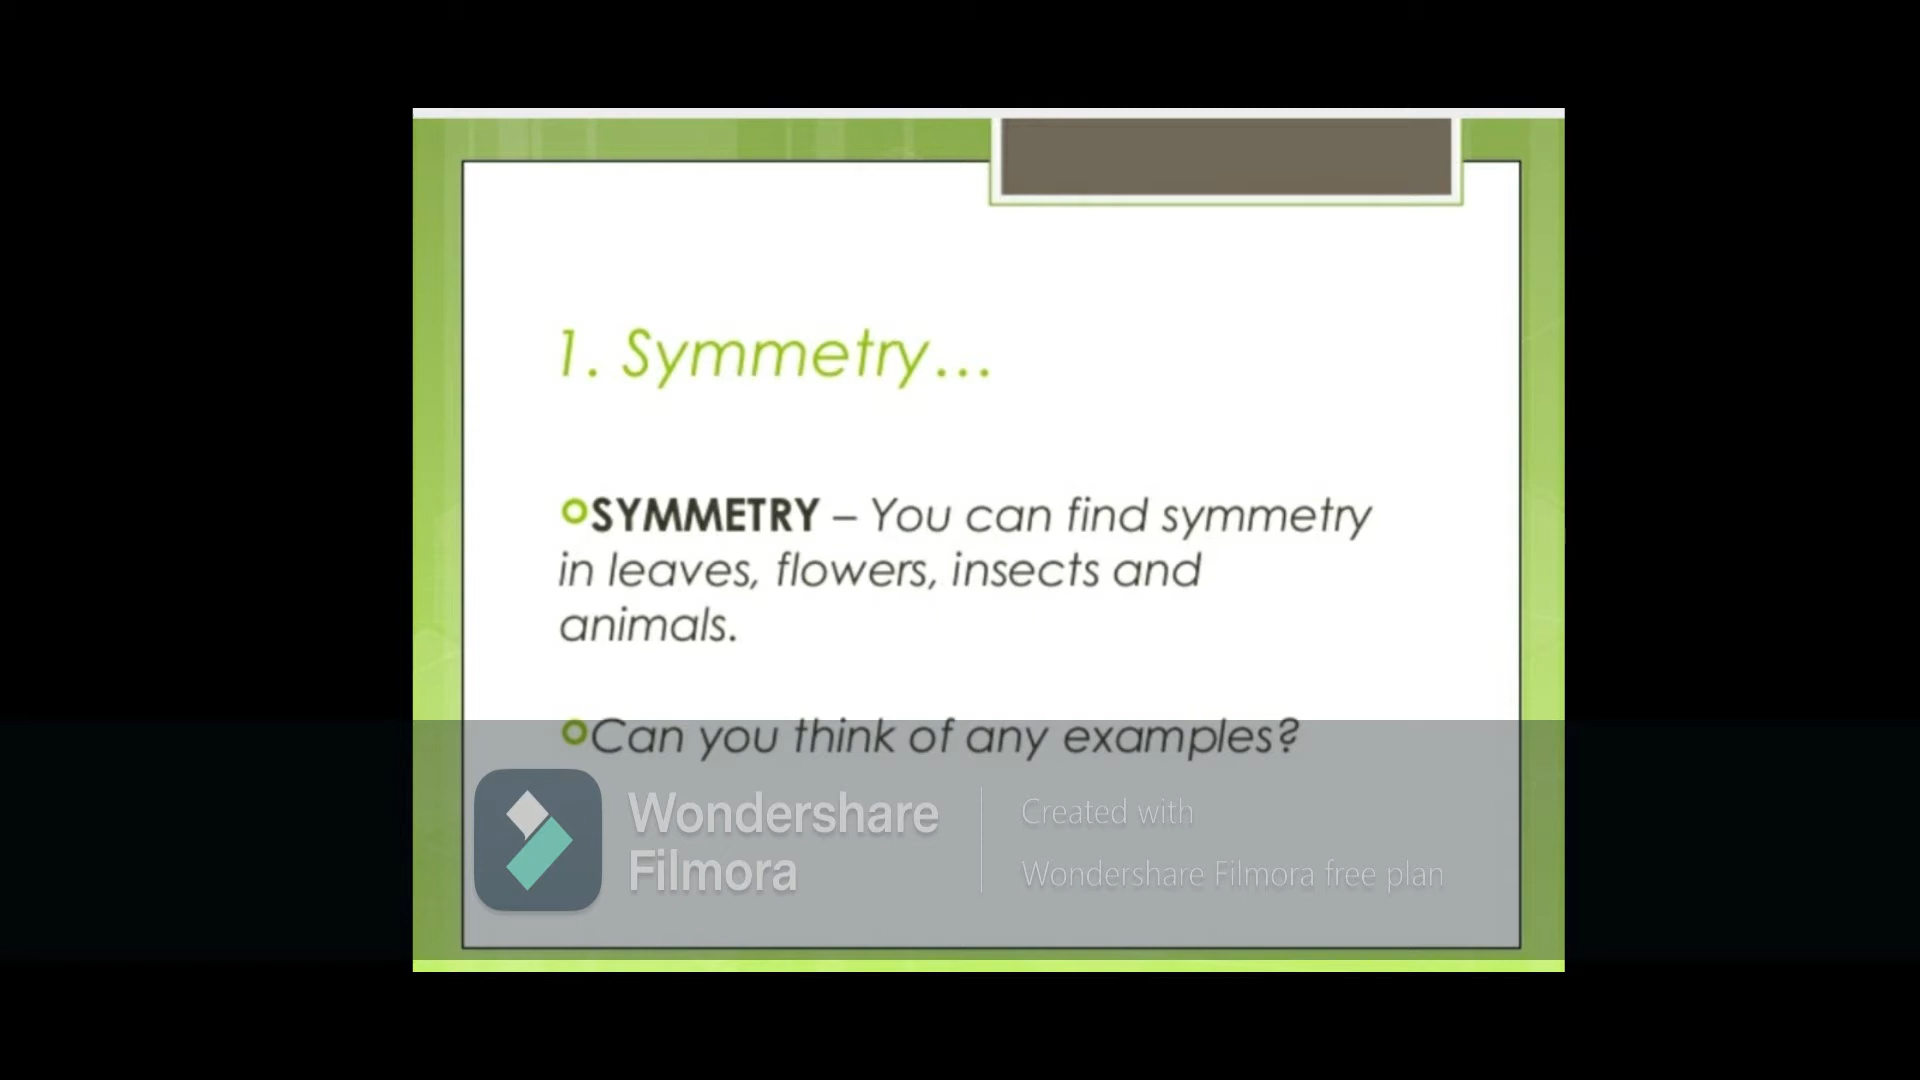 1. Symmetry...
SYMMETRY – You can find symmetry
in leaves, flowers, insects and
animals.
Can you think of any examples?
Wondershare
Filmora
Created with
Wondershare Filmora free plan